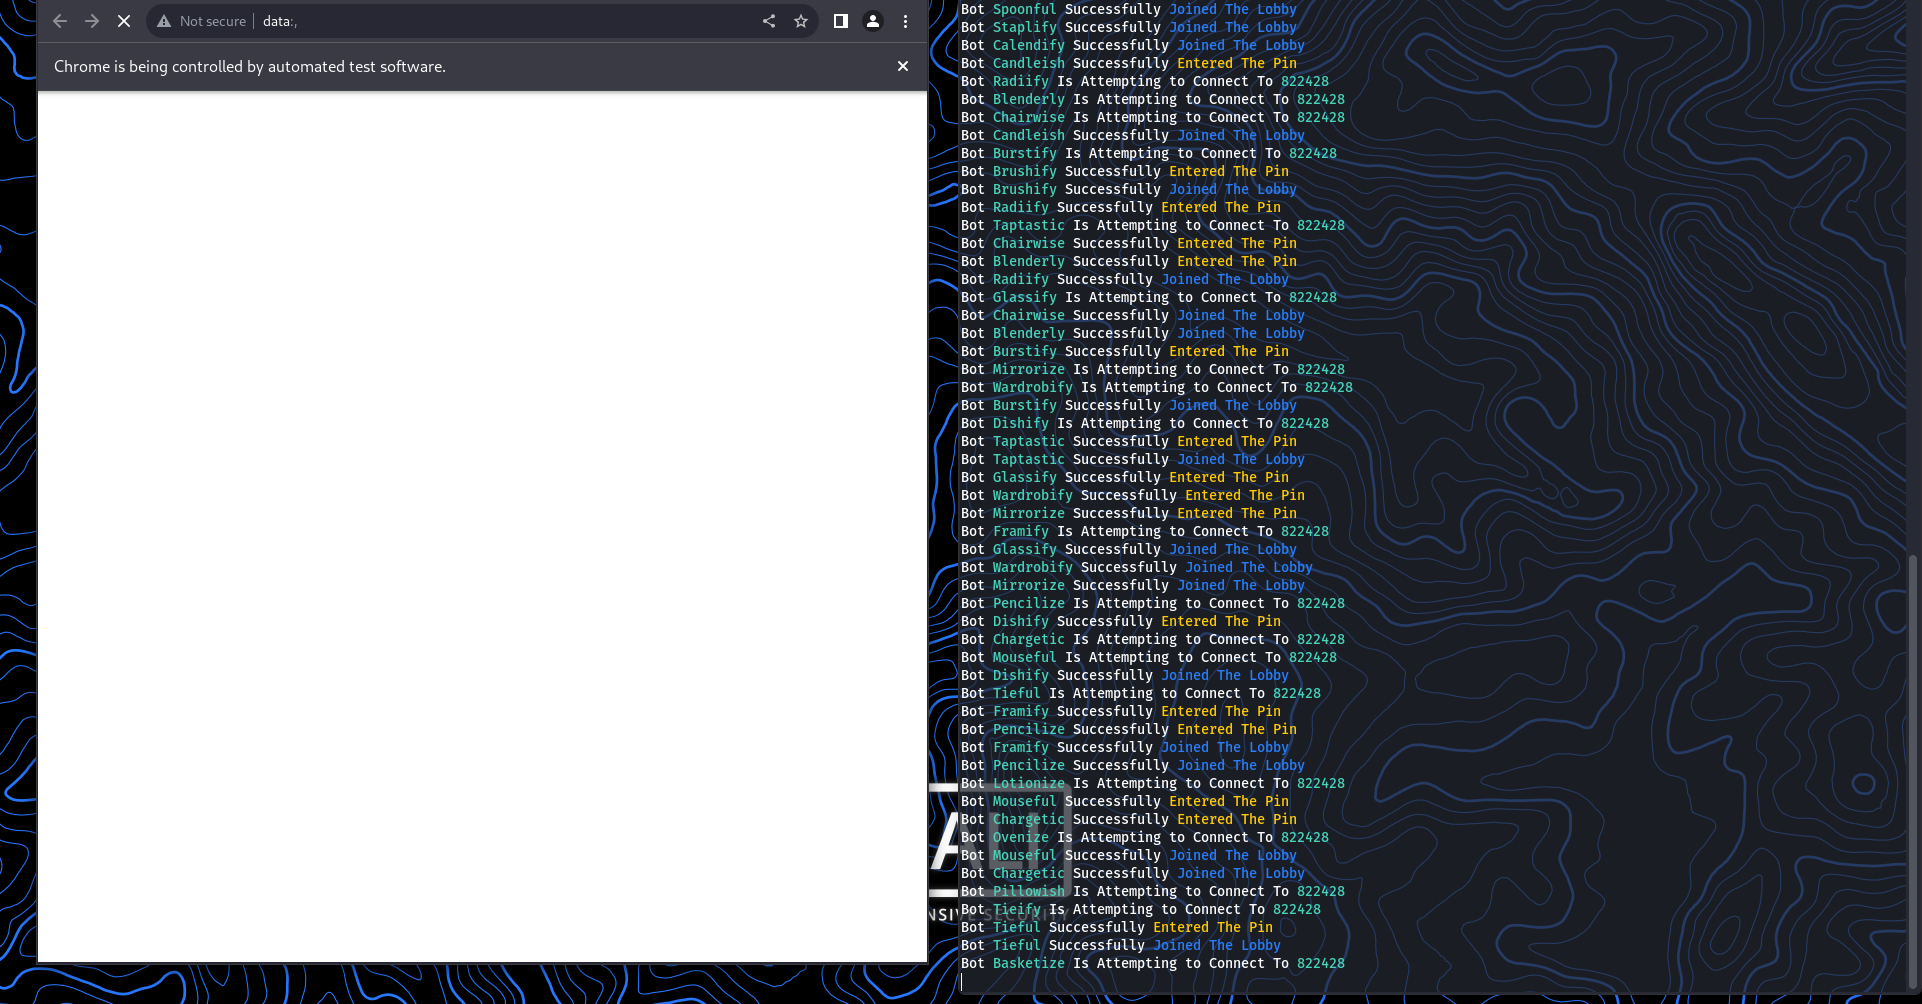 Not secure data:,
Chrome is being controlled by automated test software.
Bot Spoonful Successfully Joined The Lobby
Bot Staplify Successfully Joined The Lobby
Bot Calendify Successfully Joined The Lobby
Bot Candleish Successfully Entered The Pin
Bot Radiify Is Attempting to Connect To 822428
Bot Blenderly Is Attempting to Connect To 822428
Bot Chairwise Is Attempting to Connect To 822428
Bot Candleish Successfully Joined The Lobby
Bot Burstify Is Attempting to Connect To 822428
Bot Brushify Successfully Entered The Pin
Bot Brushify Successfully Joined The Lobby
Bot Radiify Successfully Entered The Pin
Bot Taptastic Is Attempting to Connect To 822428
Bot Chairwise Successfully Entered The Pin
Bot Blenderly Successfully Entered The Pin
Bot Radiify Successfully Joined The Lobby
Bot Glassify Is Attempting to Connect To 822428
Bot Chairwise Successfully Joined The Lobby
Bot Blenderly Successfully Joined The Lobby
Bot Burstify Successfully Entered The Pin
Bot Mirrorize Is Attempting to Connect To 822428
Bot Wardrobify Is Attempting to Connect To 822428
Bot Burstify Successfully Joined The Lobby
Bot Dishify Is Attempting to Connect To 822428
Bot Taptastic Successfully Entered The Pin
Bot Taptastic Successfully Joined The Lobby
Bot Glassify Successfully Entered The Pin
Bot Wardrobify Successfully Entered The Pin
Bot Mirrorize Successfully Entered The Pin
Bot Framify Is Attempting to Connect To 822428
Bot Glassify Successfully Joined The Lobby
Bot Wardrobify Successfully Joined The Lobby
Bot Mirrorize Successfully Joined The Lobby
Bot Pencilize Is Attempting to Connect To 822428
Bot Dishify Successfully Entered The Pin
Bot Chargetic Is Attempting to Connect To 822428
Bot Mouseful Is Attempting to Connect To 822428
Bot Dishify Successfully Joined The Lobby
Bot Tieful Is Attempting to Connect To 822428
Bot Framify Successfully Entered The Pin
Bot Pencilize Successfully Entered The Pin
Bot Framify Successfully Joined The Lobby
Bot Pencilize Successfully Joined The Lobby
Bot Lotionize Is Attempting to Connect To 822428
Bot Mouseful Successfully Entered The Pin
Bot Chargetic Successfully Entered The Pin
Bot Ovenize Is Attempting to Connect To 822428
Bot Mouseful Successfully Joined The Lobby
Bot Chargetic Successfully Joined The Lobby
Bot Pillowish Is Attempting to Connect To 822428
Bot Tieify Is Attempting to Connect To 822428
Bot Tieful Successfully Entered The Pin
Bot Tieful Successfully Joined The Lobby
Bot Basketize Is Attempting to Connect To 822428
ALI
NSIVE SECURITY